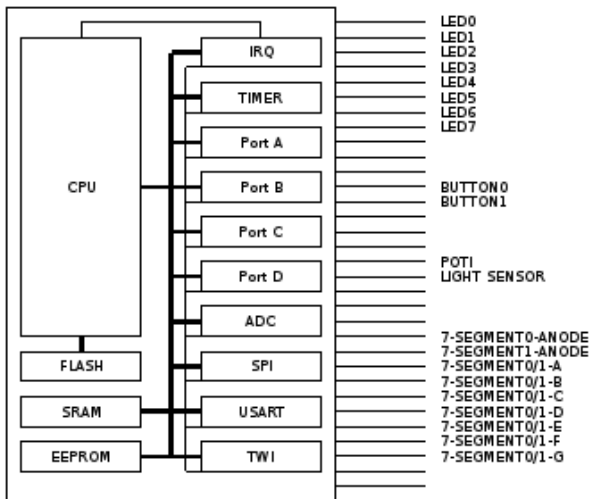 CPU
FLASH
SRAM
EEPROM
IRQ
TIMER
Port A
Port B
Port C
Port D
ADC
SPI
USART
TWI
LED0
LED1
LED2
LED3
LED4
LED5
LED6
LED7
BUTTON0
BUTTON1
POTI
LIGHT SENSOR
7-SEGMENT0-ANODE
7-SEGMENT1-ANODE
7-SEGMENT0/1-A
7-SEGMENT0/1-B
7-SEGMENT0/1-C
7-SEGMENT0/1-D
7-SEGMENT0/1-E
7-SEGMENT0/1-F
7-SEGMENT0/1-G